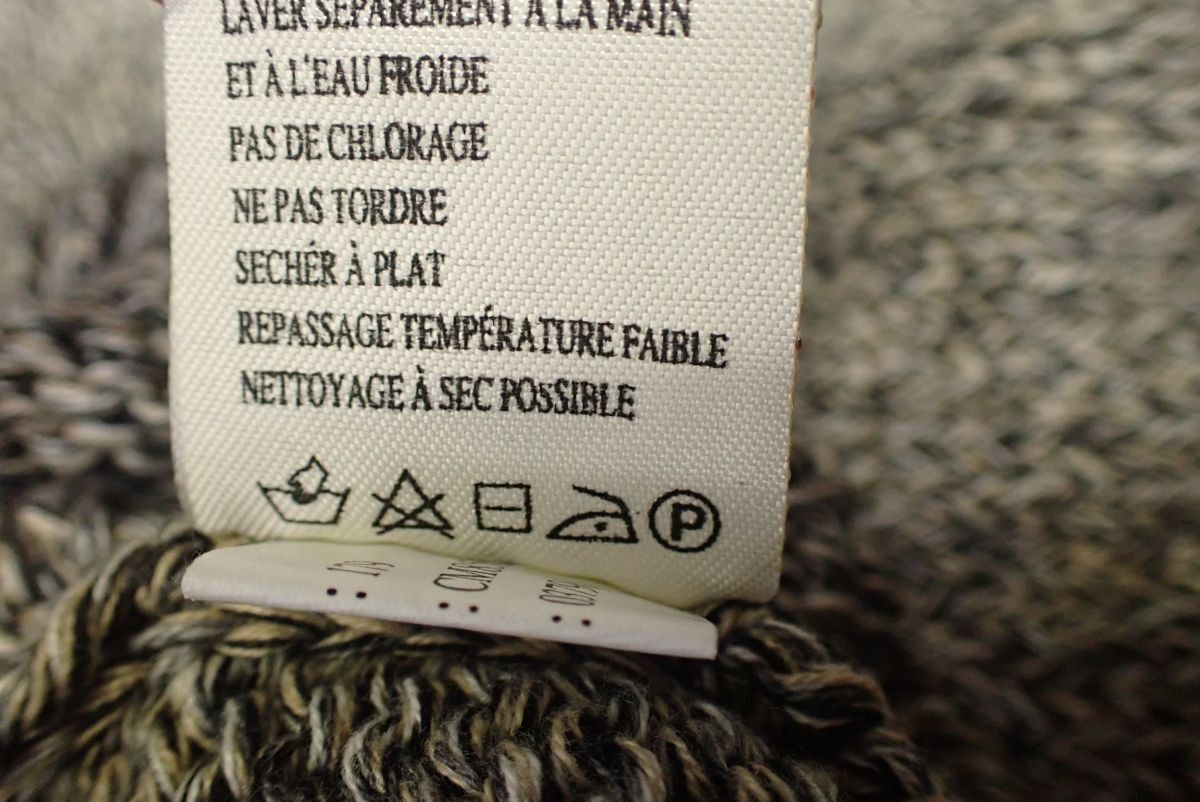 LAVER SÉPARÉMENT À LA MAIN
ET À L'EAU FROIDE
PAS DE CHLORAGE
NE PAS TORDRE
SECHÉR À PLAT
REPASSAGE TEMPÉRATURE FAIBLE
NETTOYAGE À SEC POSSIBLE
P